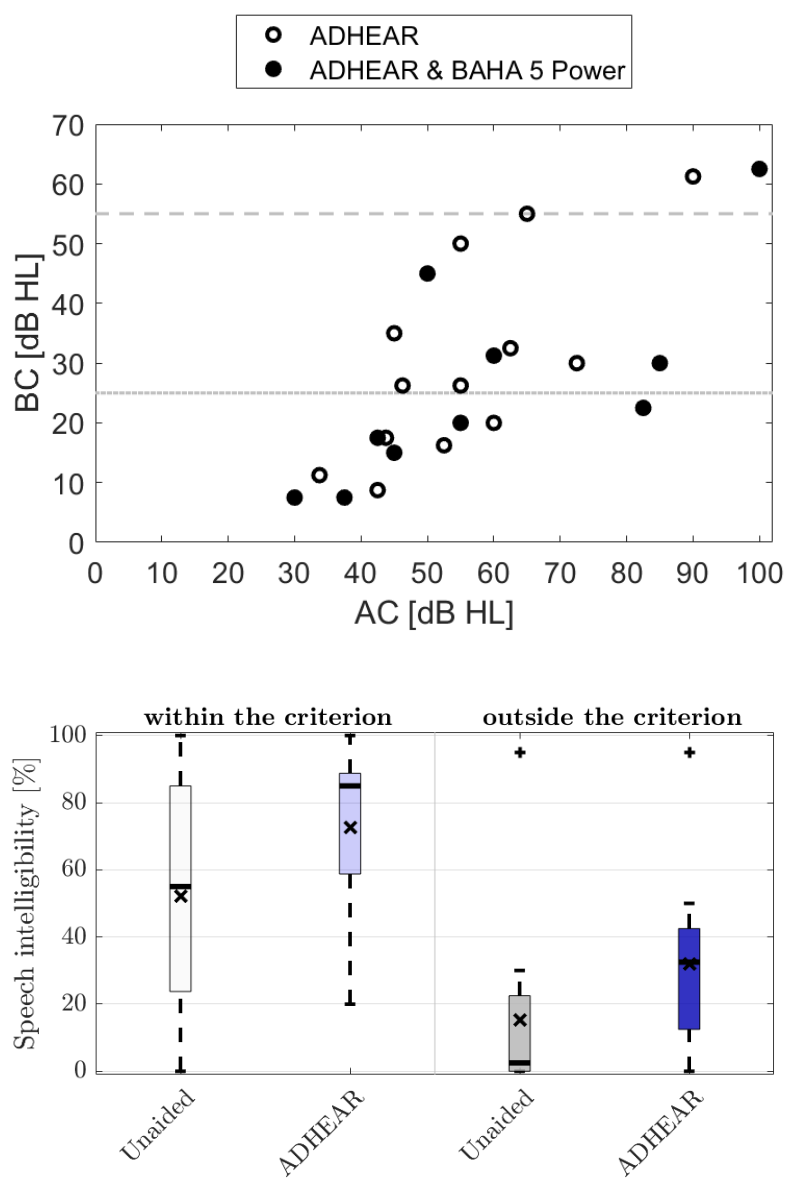 ADHEAR
ADHEAR & BAHA 5 Power
70
60
50
40
30
20
10
0
BC [dB HL]
0 10 20 30 40 50 60 70 80 90 100
AC [dB HL]
within the criterion outside the criterion
100
80
60
40
20
0
Speech intelligibility [%]
Unaided ADHEAR Unaided ADHEAR